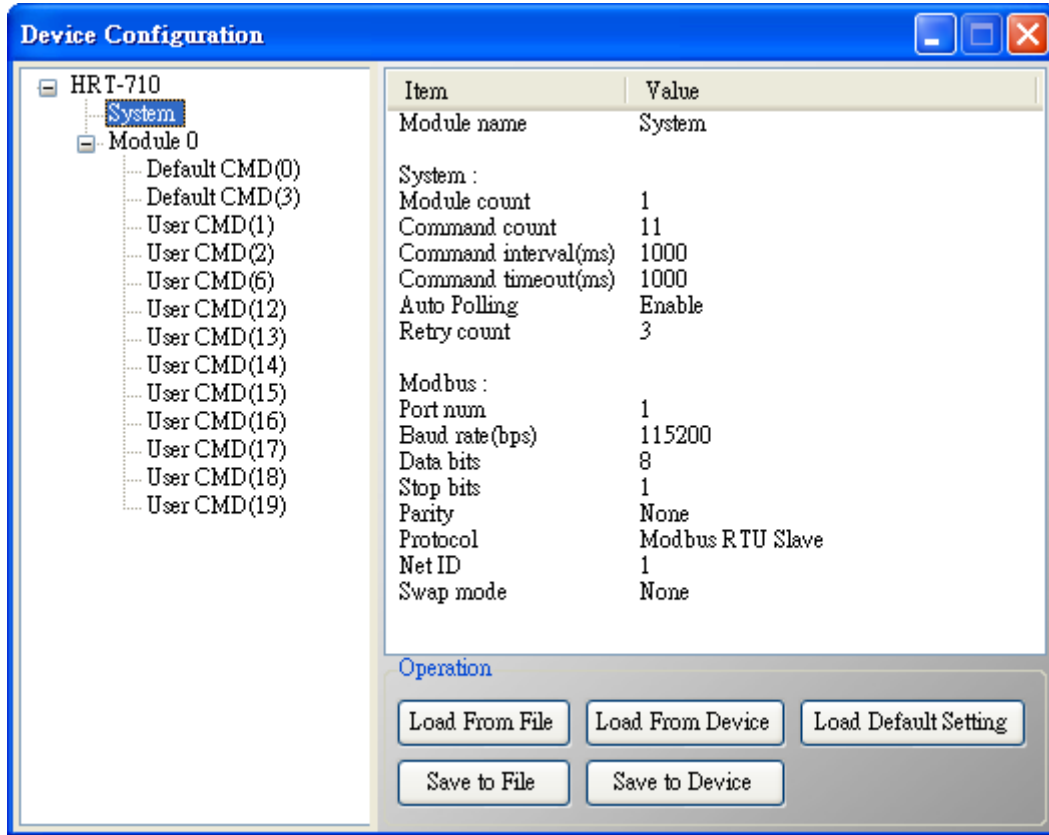 Device Configuration
HRT-710
System
Module 0
Default CMD(0)
Default CMD(3)
User CMD(1)
User CMD(2)
User CMD(6)
User CMD(12)
User CMD(13)
User CMD(14)
User CMD(15)
User CMD(16)
User CMD(17)
User CMD(18)
User CMD(19)
Item Value
Module name System
System :
Module count 1
Command count 11
Command interval(ms) 1000
Command timeout(ms) 1000
Auto Polling Enable
Retry count 3
Modbus :
Port num 1
Baud rate(bps) 115200
Data bits 8
Stop bits 1
Parity None
Protocol Modbus RTU Slave
Net ID 1
Swap mode None
Operation
Load From File Load From Device Load Default Setting
Save to File Save to Device